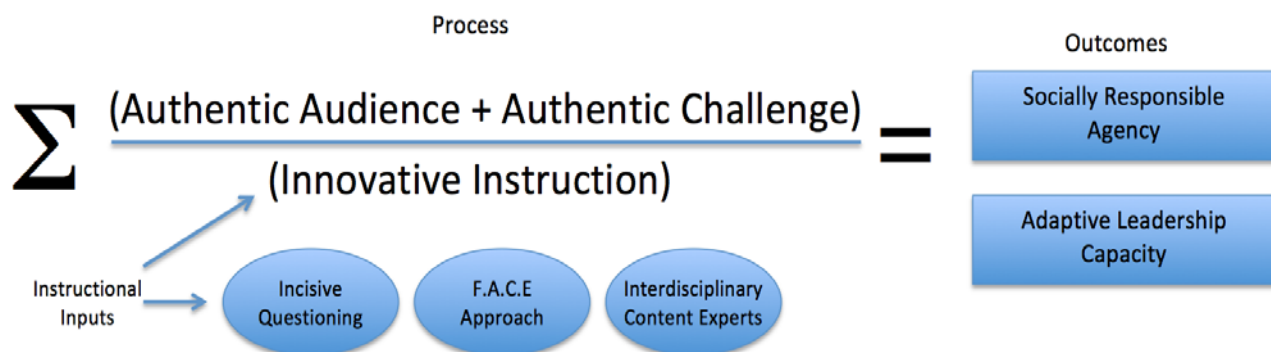 Process
Outcomes
∑ (Authentic Audience + Authentic Challenge)
(Innovative Instruction)
=
Socially Responsible
Agency
Adaptive Leadership
Capacity
Instructional
Inputs
Incisive
Questioning
F.A.C.E
Approach
Interdisciplinary
Content Experts